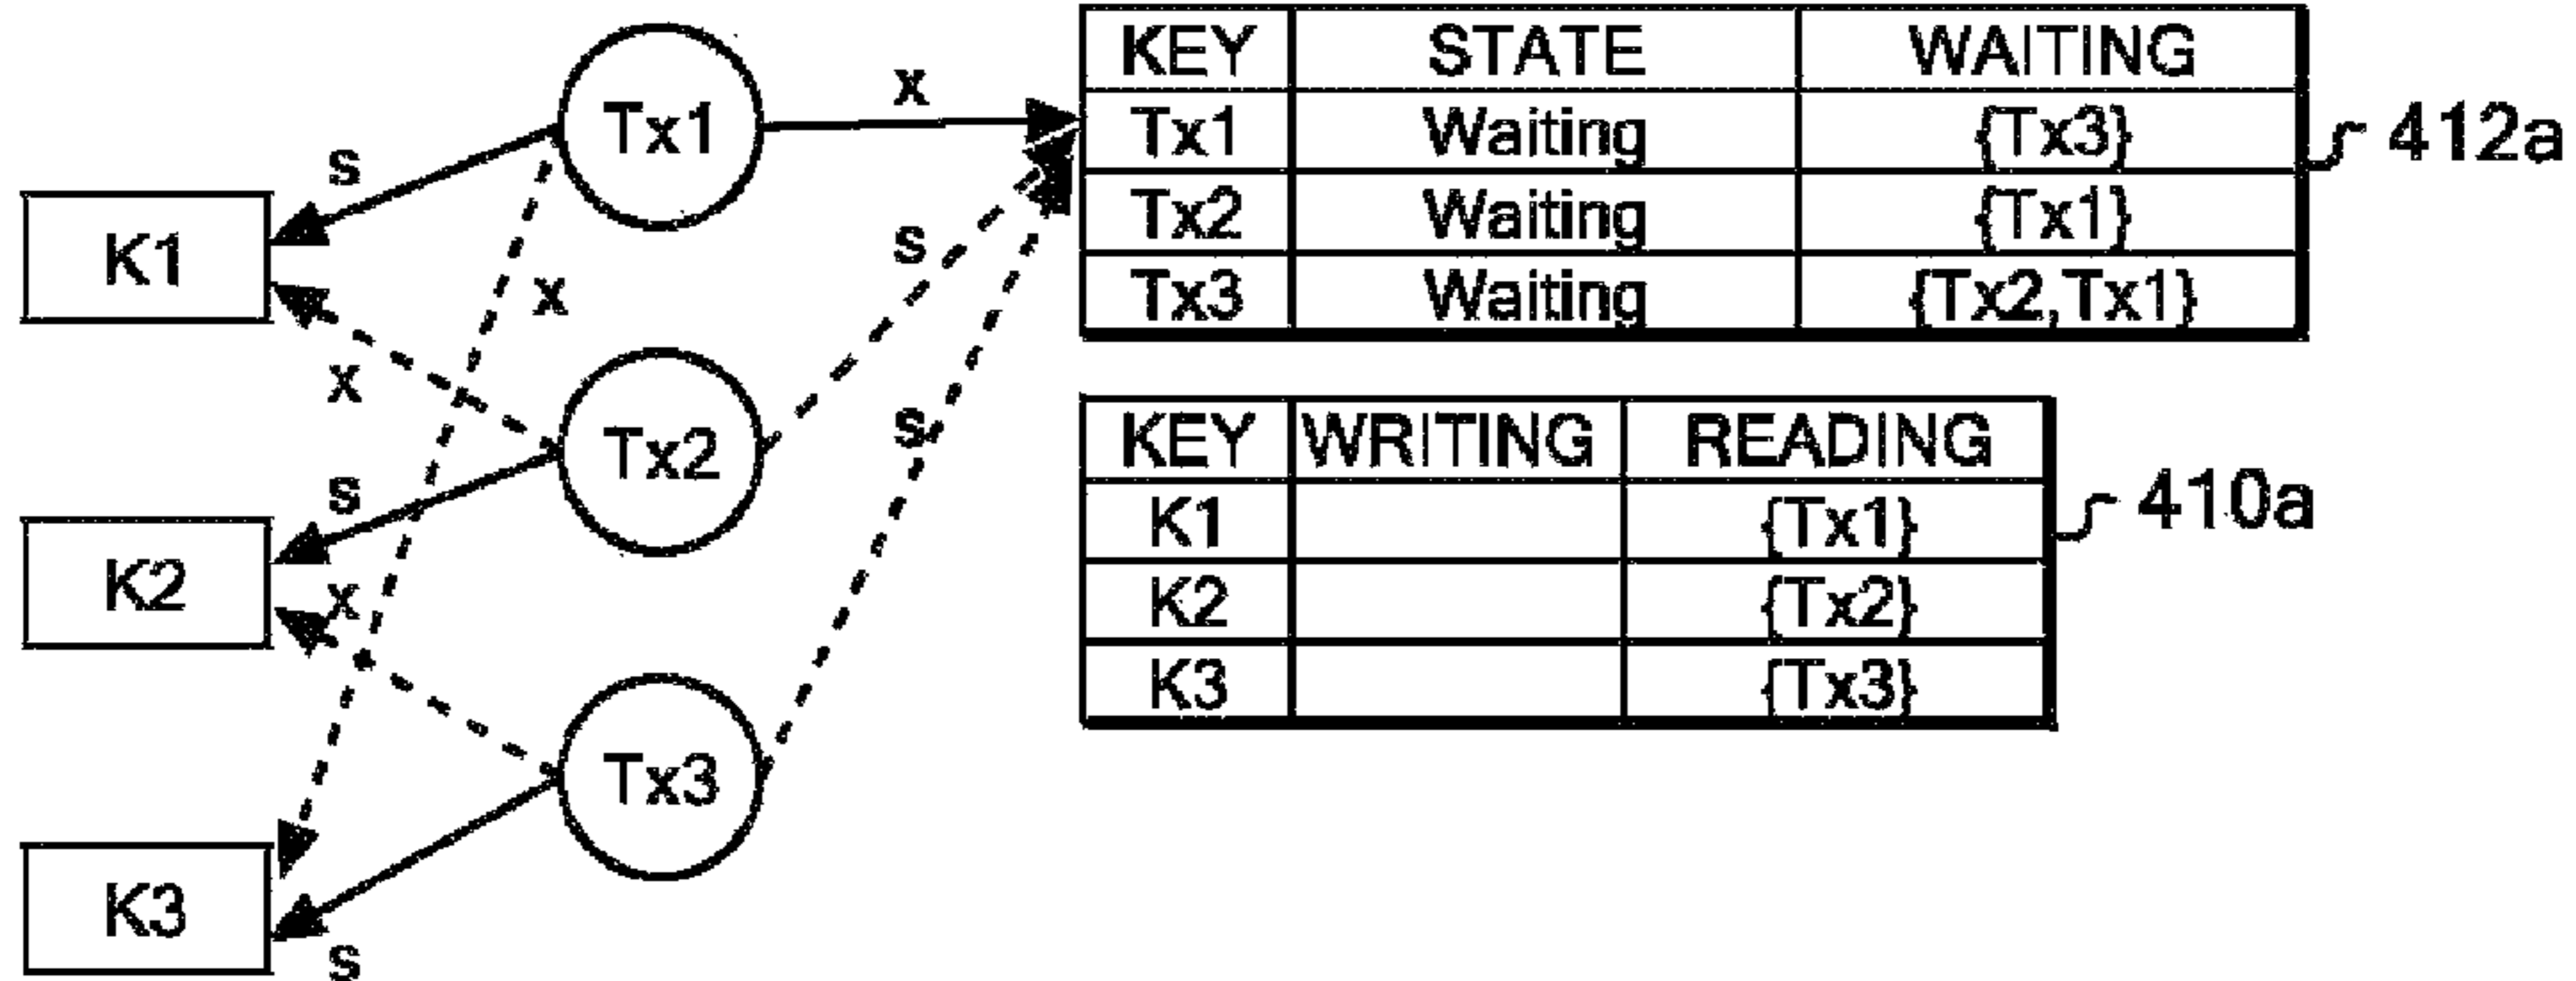 KEY STATE WAITING
Tx1 Waiting {Tx3}
Tx2 Waiting {Tx1}
Tx3 Waiting {Tx2,Tx1}
412a
KEY WRITING READING
K1 {Tx1}
K2 {Tx2}
K3 {Tx3}
410a
Tx1
x
s
K1
x
x
s
Tx2
s
K2
x
s
Tx3
K3
s